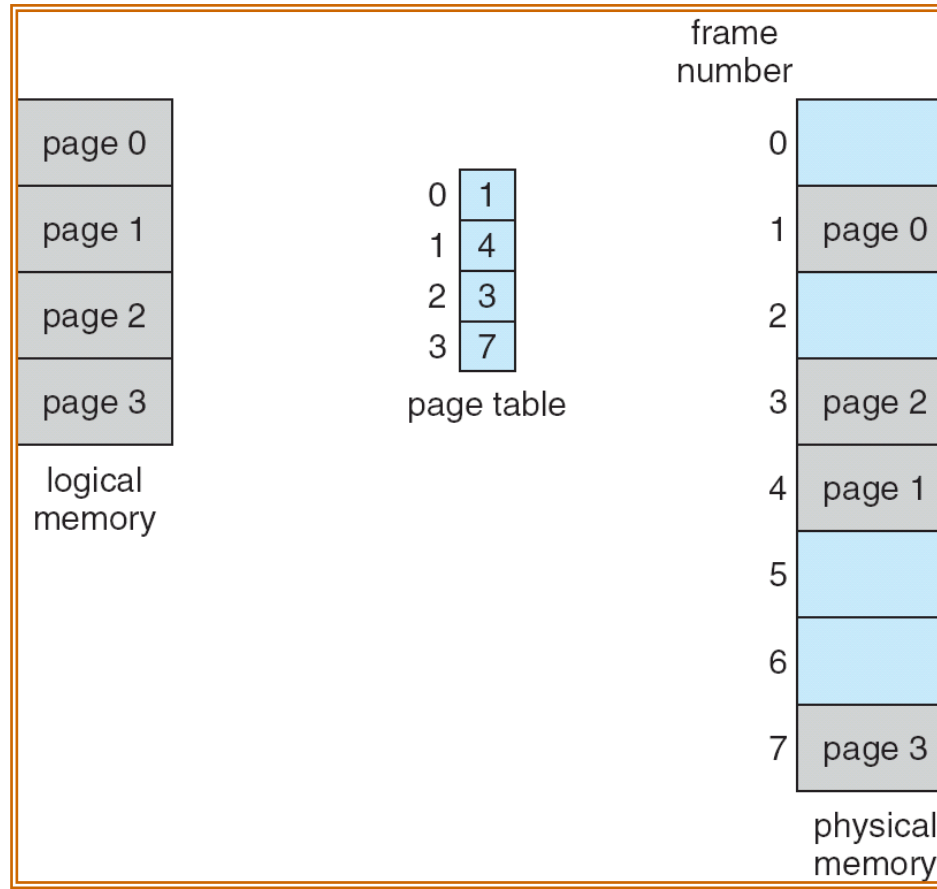 frame
number
page 0
page 1
page 2
page 3
logical
memory
0 1
1 4
2 3
3 7
page table
0
1 page 0
2
3 page 2
4 page 1
5
6
7 page 3
physical
memory